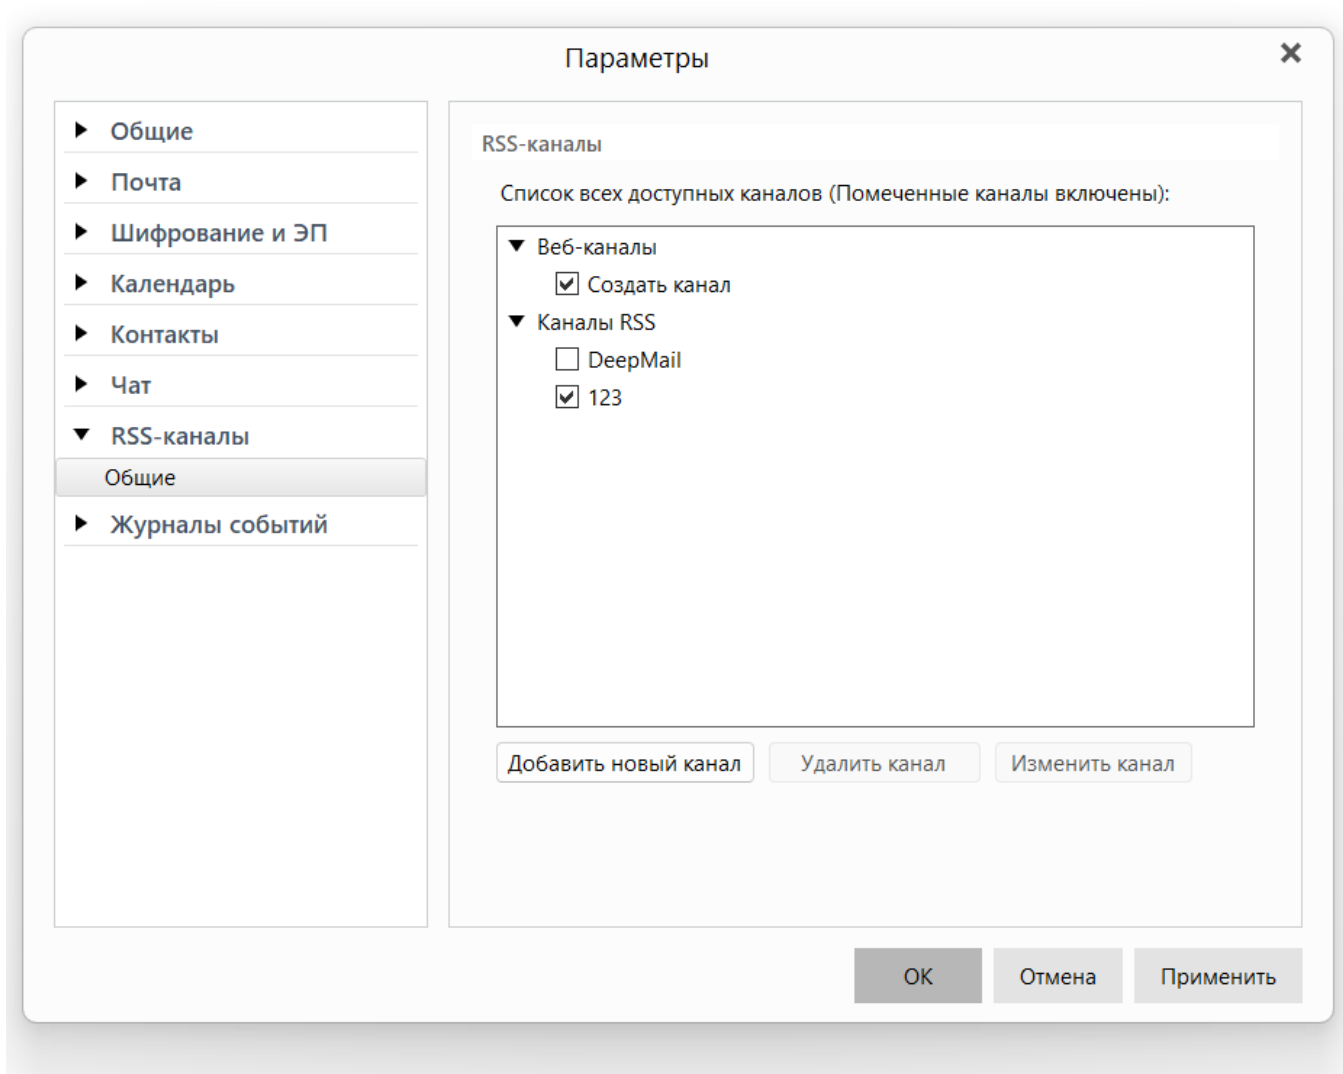 Параметры
Общие
Почта
Шифрование и ЭП
Календарь
Контакты
Чат
RSS-каналы
Общие
Журналы событий
RSS-каналы
Список всех доступных каналов (Помеченные каналы включены):
Веб-каналы
Создать канал
Каналы RSS
DeepMail
123
Добавить новый канал
Удалить канал
Изменить канал
ОК
Отмена
Применить